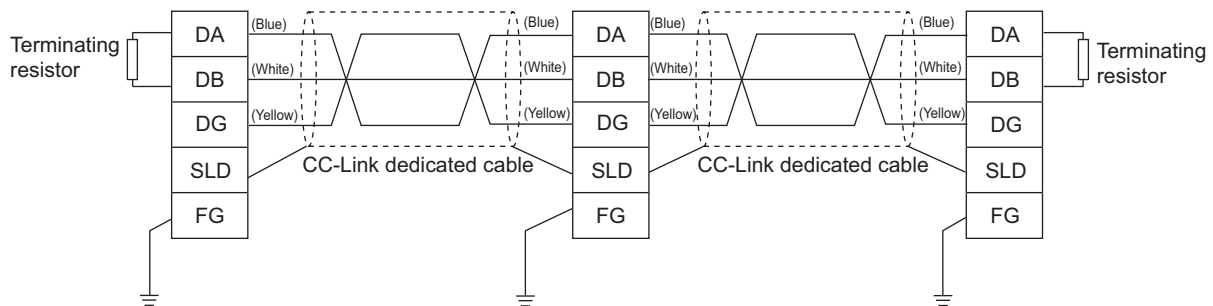 DA (Blue) (Blue) DA (Blue) (Blue) DA
Terminating
resistor
DB (White) (White) DB (White) (White) DB
Terminating
resistor
DG (Yellow) (Yellow) DG (Yellow) (Yellow) DG
SLD CC-Link dedicated cable SLD CC-Link dedicated cable SLD
FG FG FG